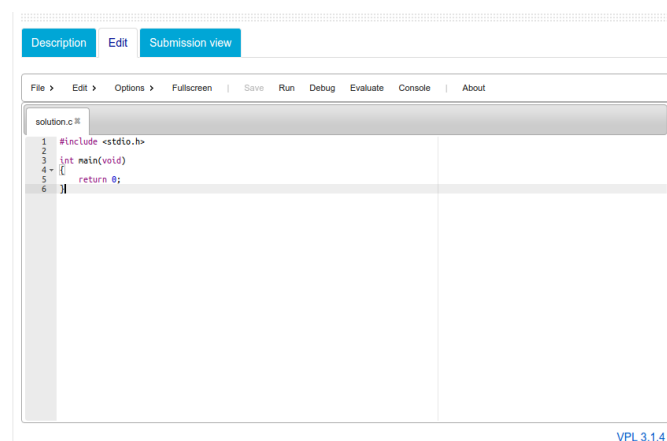 Description Edit Submission view
File > Edit > Options > Fullscreen | Save Run Debug Evaluate Console | About
solution.c
1 #include <stdio.h>
2
3 int main(void)
4 {
5 return 0;
6 }
VPL 3.1.4